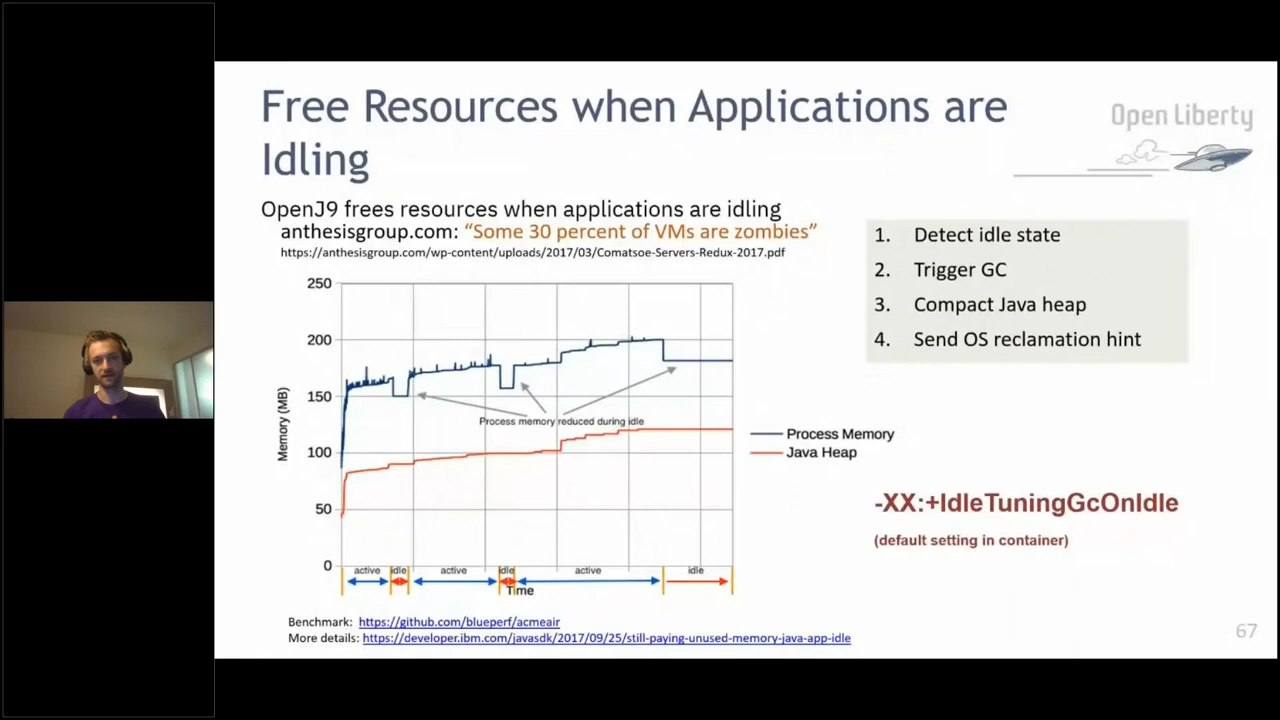 Free Resources when Applications are
Idling
Open Liberty
OpenJ9 frees resources when applications are idling
anthesisgroup.com: “Some 30 percent of VMs are zombies”
https://anthesisgroup.com/wp-content/uploads/2017/03/Comatsoe-Servers-Redux-2017.pdf
1. Detect idle state
2. Trigger GC
3. Compact Java heap
4. Send OS reclamation hint
250
200
150
100
50
0
Memory (MB)
Process memory reduced during idle
Process Memory
Java Heap
active idle active idle active idle
Time
-XX:+IdleTuningGcOnIdle
(default setting in container)
Benchmark: https://github.com/blueperf/acmeair
More details: https://developer.ibm.com/javasdk/2017/09/25/still-paying-unused-memory-java-app-idle
67